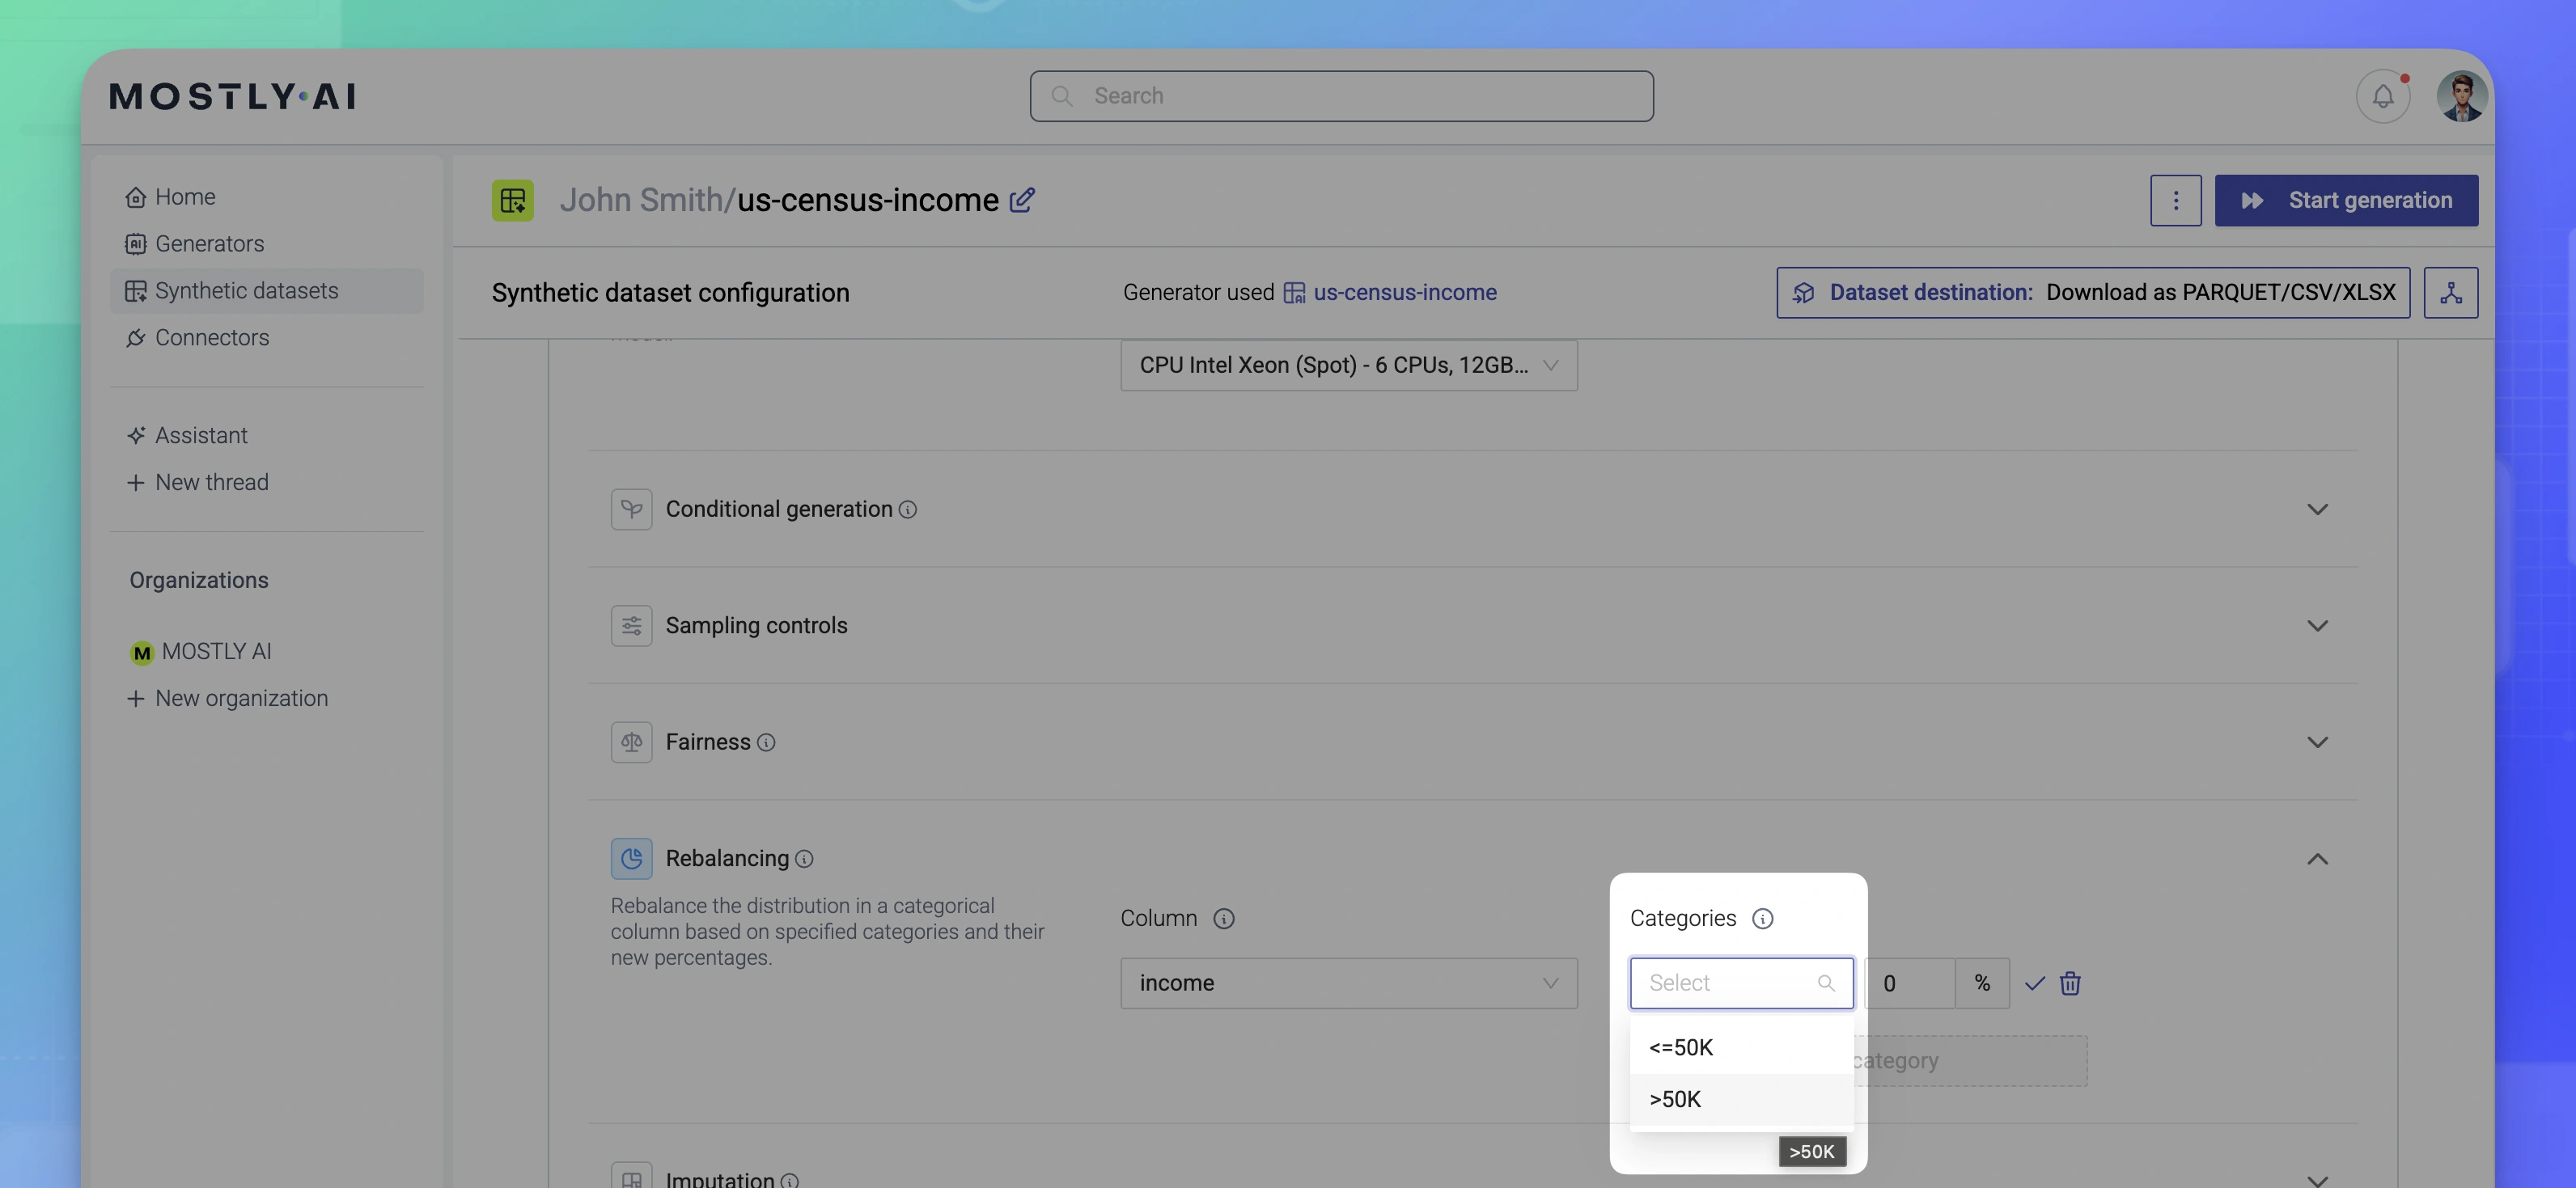 MOSTLY•AI
Search
Home
Generators
Synthetic datasets
Connectors
Assistant
New thread
Organizations
M MOSTLY AI
New organization
John Smith/us-census-income
Start generation
Synthetic dataset configuration
Generator used us-census-income
Dataset destination: Download as PARQUET/CSV/XLSX
CPU Intel Xeon (Spot) - 6 CPUs, 12GB...
Conditional generation
Sampling controls
Fairness
Rebalancing
Rebalance the distribution in a categorical
column based on specified categories and their
new percentages.
Column
income
Categories
Select
0 %
<=50K
category
>50K
>50K
Imputation